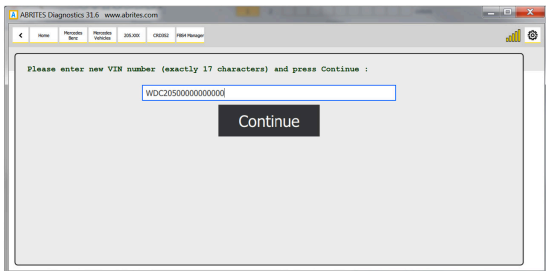 ABRITES Diagnostics 31.6 www.abrites.com
Home
Mercedes Benz
Mercedes Vehicles
205.XXX
CRD3S2
FBS4 Manager
Please enter new VIN number (exactly 17 characters) and press Continue :
WDC20500000000000
Continue